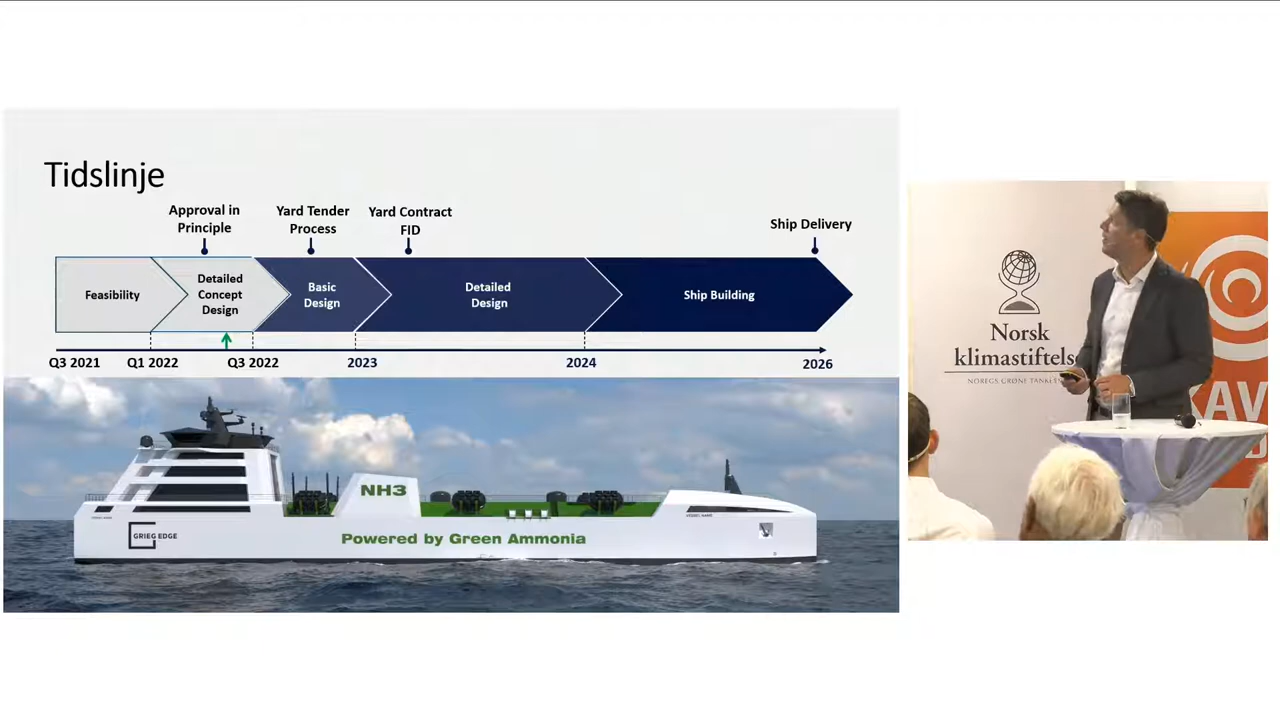 Tidslinje
Approval in
Principle
Yard Tender
Process
Yard Contract
FID
Ship Delivery
Feasibility
Detailed
Concept
Design
Basic
Design
Detailed
Design
Ship Building
Q3 2021
Q1 2022
Q3 2022
2023
2024
2026
NH3
GRIEG EDGE
Powered by Green Ammonia
Norsk
klimastiftels
NOREGS GRØNE
KAV